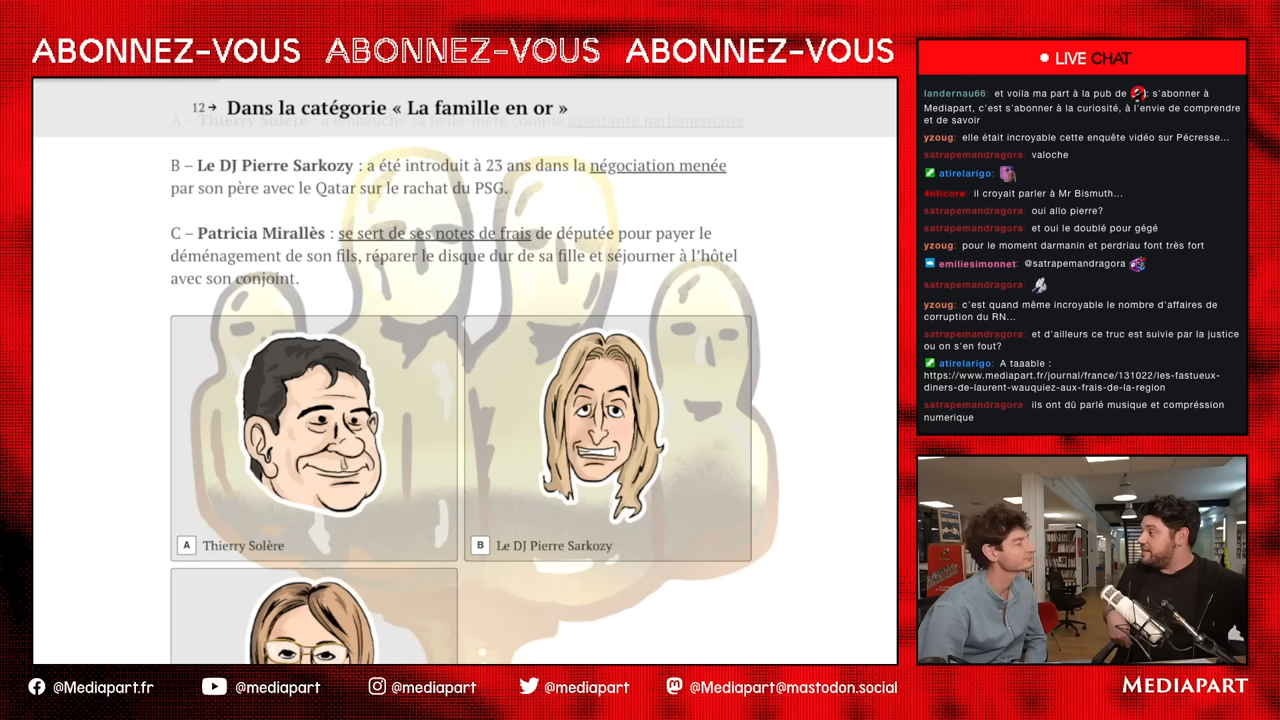 ABONNEZ-VOUS ABONNEZ-VOUS ABONNEZ-VOUS
12→ Dans la catégorie « La famille en or »
A – Thierry Solère : a embauché sa belle-mère comme assistante parlementaire.
B – Le DJ Pierre Sarkozy : a été introduit à 23 ans dans la négociation menée
par son père avec le Qatar sur le rachat du PSG.
C – Patricia Mirallès : se sert de ses notes de frais de députée pour payer le
déménagement de son fils, réparer le disque dur de sa fille et séjourner à l'hôtel
avec son conjoint.
A Thierry Solère
B Le DJ Pierre Sarkozy
LIVE CHAT
landernau66: et voila ma part à la pub de : s'abonner à
Mediapart, c'est s'abonner à la curiosité, à l'envie de comprendre
et de savoir
yzoug: elle était incroyable cette enquête vidéo sur Pécresse...
satrapemandragora: valoche
atirelarigo:
4nticore: il croyait parler à Mr Bismuth...
satrapemandragora: oui allo pierre?
satrapemandragora: et oui le doublé pour gégé
yzoug: pour le moment darmanin et perdriau font très fort
emiliesimonnet: @satrapemandragora
satrapemandragora:
yzoug: c'est quand même incroyable le nombre d'affaires de
corruption du RN...
satrapemandragora: et d'ailleurs ce truc est suivie par la justice
ou on s'en fout?
atirelarigo: A taaable :
https://www.mediapart.fr/journal/france/131022/les-fastueux-
diners-de-laurent-wauquiez-aux-frais-de-la-region
satrapemandragora: ils ont dû parlé musique et compréssion
numerique
@Mediapart.fr @mediapart @mediapart @mediapart @Mediapart@mastodon.social
MEDIAPART